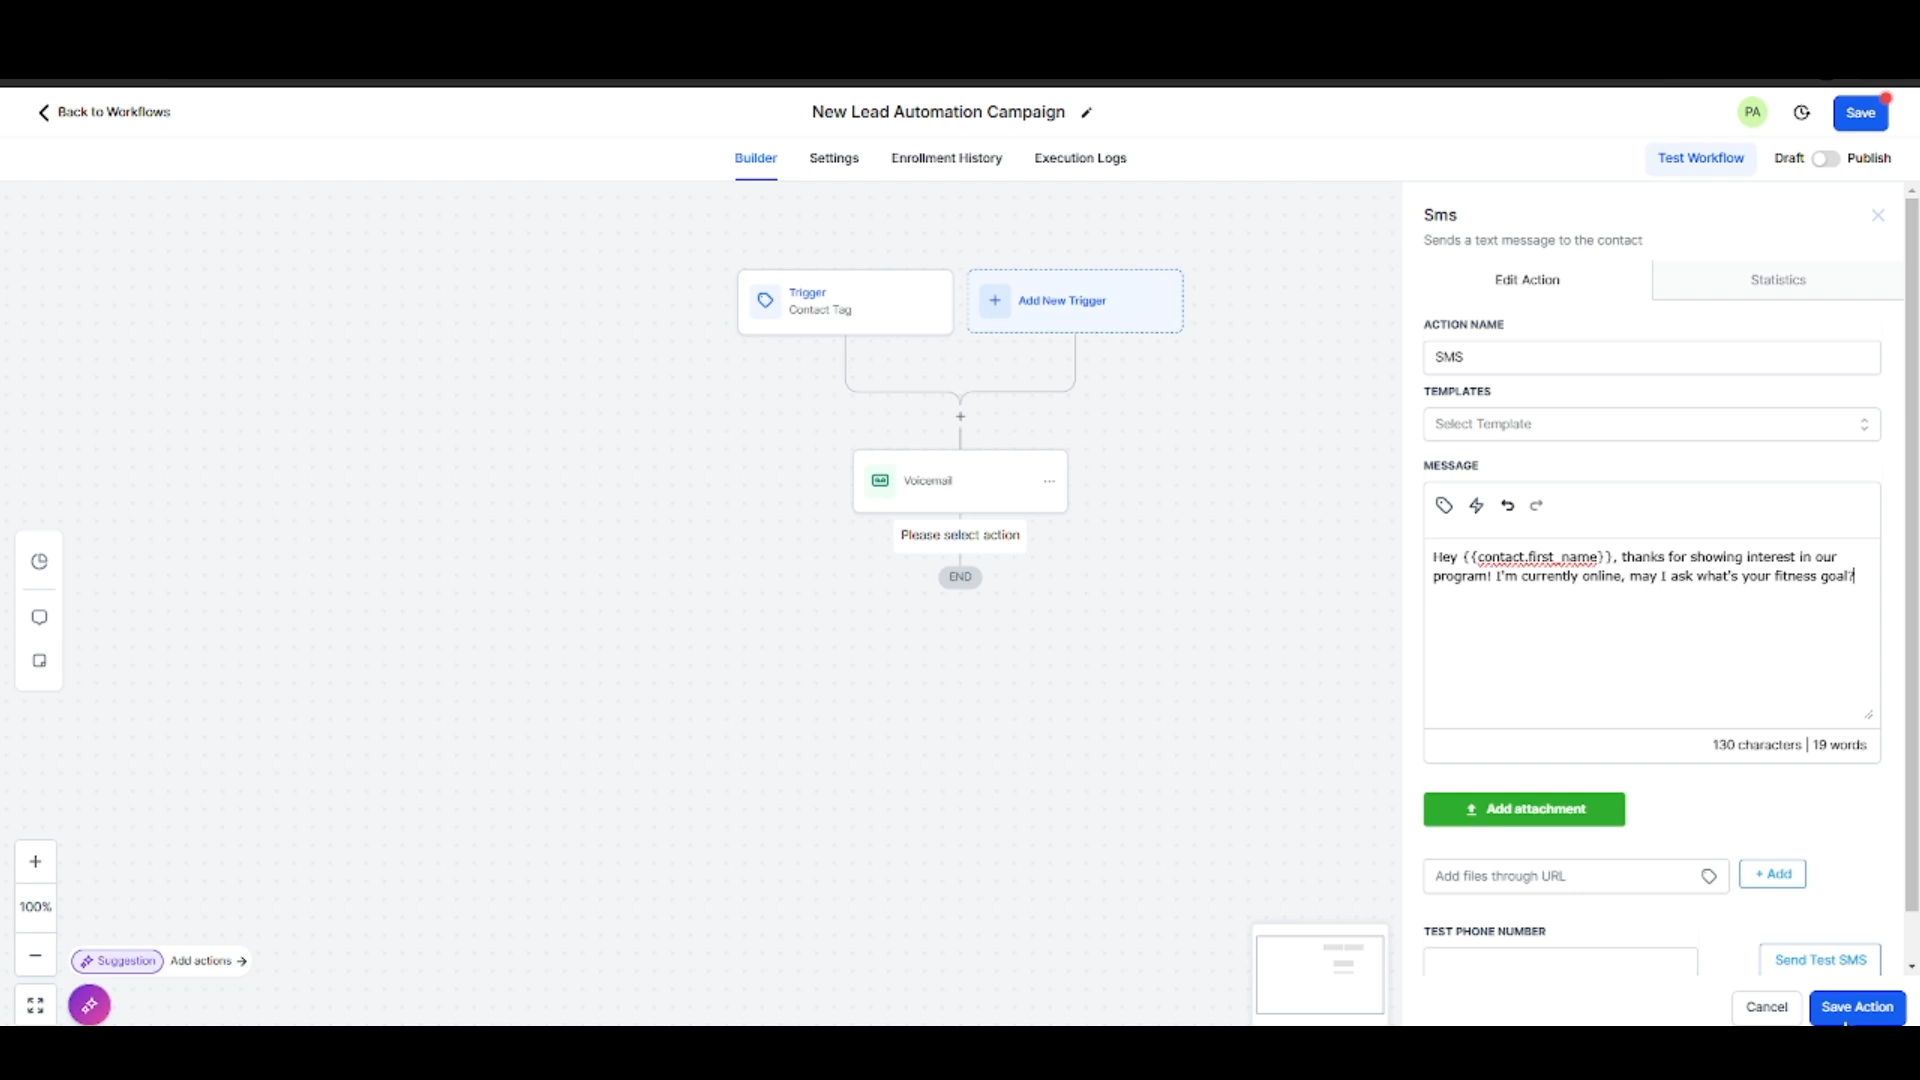 Back to Workflows
New Lead Automation Campaign
PA
Save
Builder
Settings
Enrollment History
Execution Logs
Test Workflow
Draft
Publish
Trigger
Contact Tag
+ Add New Trigger
+
Voicemail
...
Please select action
END
+
100%
−
Suggestion
Add actions →
Sms
Sends a text message to the contact
Edit Action
Statistics
ACTION NAME
SMS
TEMPLATES
Select Template
MESSAGE
Hey {{contact.first_name}}, thanks for showing interest in our
program! I'm currently online, may I ask what's your fitness goal?
130 characters | 19 words
Add attachment
Add files through URL
+ Add
TEST PHONE NUMBER
Send Test SMS
Cancel
Save Action